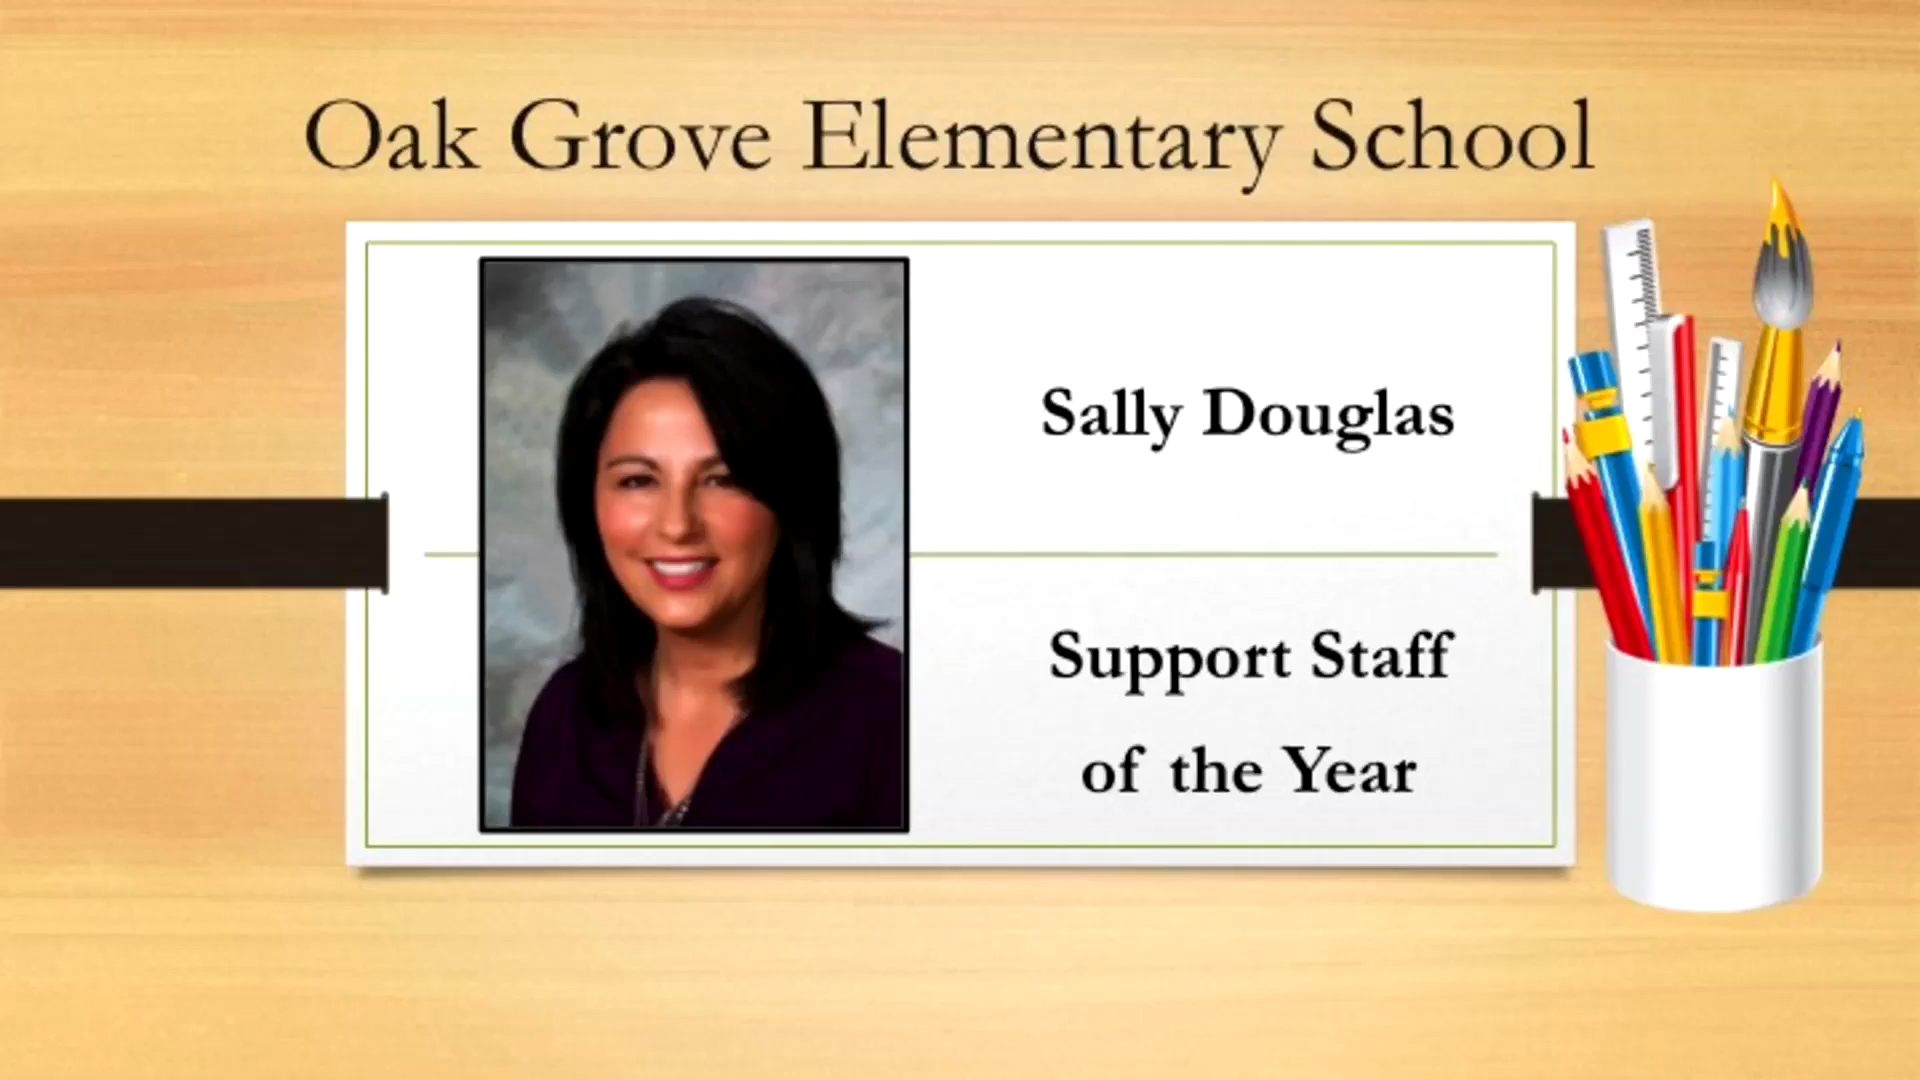 Oak Grove Elementary School
Sally Douglas
Support Staff
of the Year